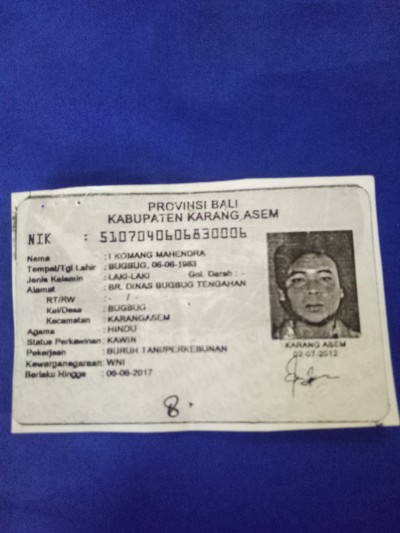 PROVINSI BALI
KABUPATEN KARANG ASEM
NIK : 5107040606830006
Nama : I KOMANG MAHENDRA
Tempat/Tgl Lahir : BUGBUG, 06-06-1983
Jenis Kelamin : LAKI-LAKI Gol. Darah : -
Alamat : BR. DINAS BUGBUG TENGAHAN
RT/RW : - / -
Kel/Desa : BUGBUG
Kecamatan : KARANGASEM
Agama : HINDU
Status Perkawinan : KAWIN
Pekerjaan : BURUH TANI/PERKEBUNAN
Kewarganegaraan : WNI
Berlaku Hingga : 06-06-2017
KARANG ASEM
02-07-2012
8.